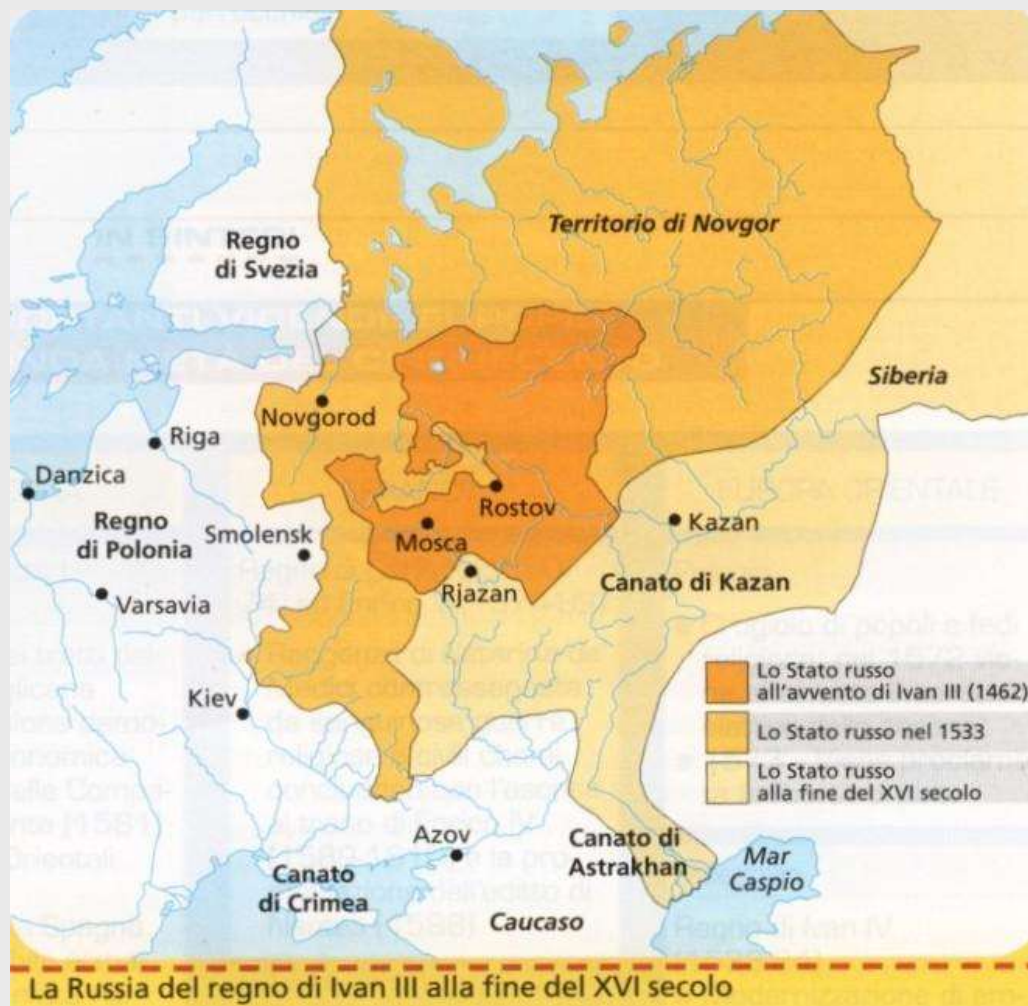 Territorio di Novgor
Regno
di Svezia
Siberia
Novgorod
Riga
Danzica
Rostov
Regno
di Polonia
Smolensk
Mosca
Kazan
Rjazan
Canato di Kazan
Varsavia
Kiev
Lo Stato russo
all'avvento di Ivan III (1462)
Lo Stato russo nel 1533
Lo Stato russo
alla fine del XVI secolo
Azov
Canato di
Astrakhan
Mar
Caspio
Canato
di Crimea
Caucaso
La Russia del regno di Ivan III alla fine del XVI secolo